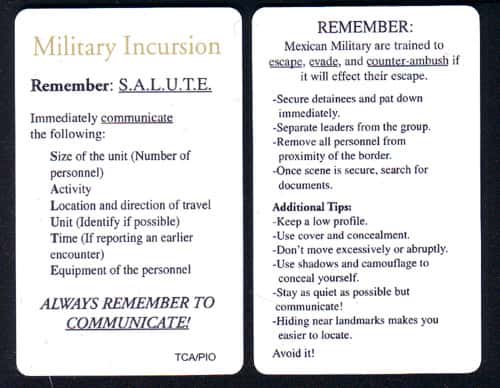 Military Incursion
Remember: S.A.L.U.T.E.
Immediately communicate
the following:
Size of the unit (Number of
personnel)
Activity
Location and direction of travel
Unit (Identify if possible)
Time (If reporting an earlier
encounter)
Equipment of the personnel
ALWAYS REMEMBER TO
COMMUNICATE!
TCA/PIO
REMEMBER:
Mexican Military are trained to
escape, evade, and counter-ambush if
it will effect their escape.
-Secure detainees and pat down
immediately.
-Separate leaders from the group.
-Remove all personnel from
proximity of the border.
-Once scene is secure, search for
documents.
Additional Tips:
-Keep a low profile.
-Use cover and concealment.
-Don't move excessively or abruptly.
-Use shadows and camouflage to
conceal yourself.
-Stay as quiet as possible but
communicate!
-Hiding near landmarks makes you
easier to locate.
Avoid it!